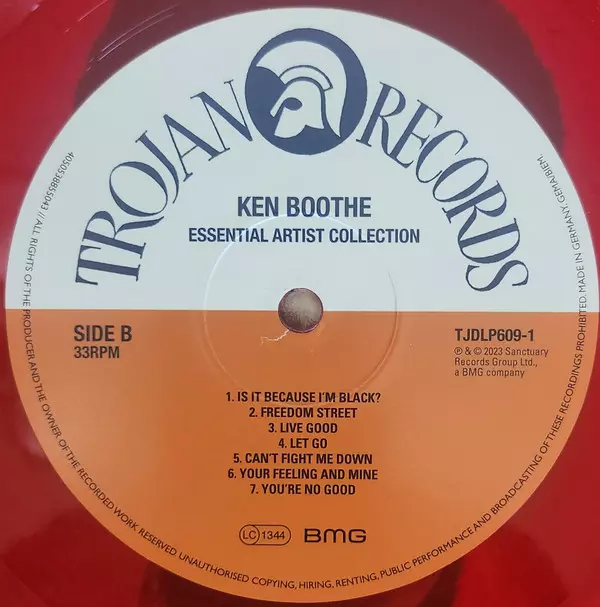 TROJAN RECORDS
KEN BOOTHE
ESSENTIAL ARTIST COLLECTION
SIDE B
33RPM
TJDLP609-1
℗ & © 2023 Sanctuary
Records Group Ltd.,
a BMG company
1. IS IT BECAUSE I'M BLACK?
2. FREEDOM STREET
3. LIVE GOOD
4. LET GO
5. CAN'T FIGHT ME DOWN
6. YOUR FEELING AND MINE
7. YOU'RE NO GOOD
LC 1344 BMG
4050538855043 // ALL RIGHTS OF THE PRODUCER AND THE OWNER OF THE RECORDED WORK RESERVED UNAUTHORISED COPYING, HIRING, RENTING, PUBLIC PERFORMANCE AND BROADCASTING OF THESE RECORDINGS PROHIBITED. MADE IN GERMANY: GEMA/BIEM